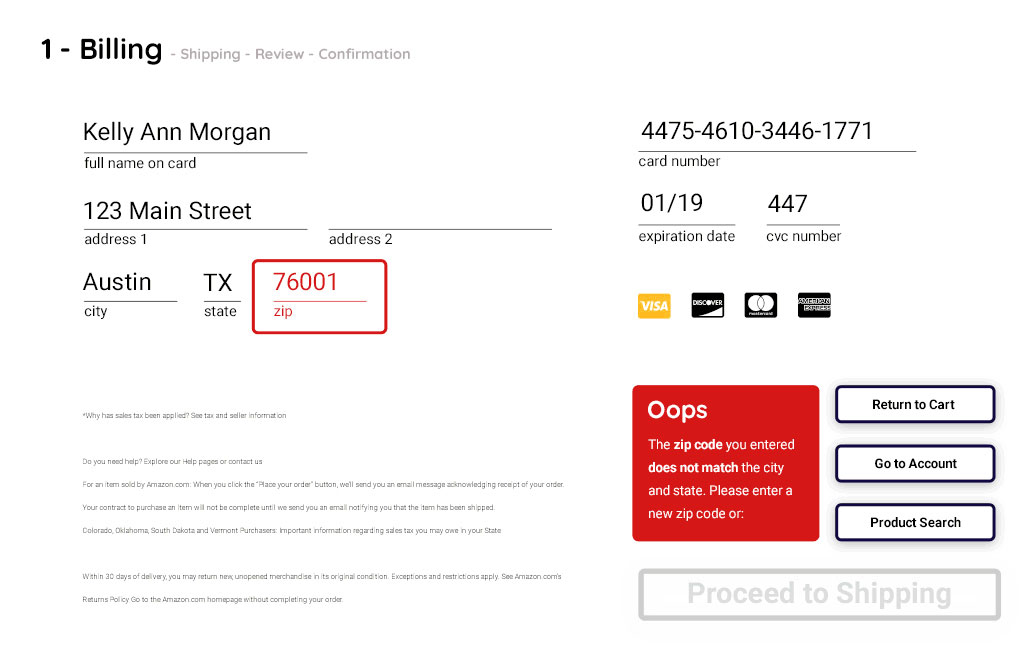 1 - Billing - Shipping - Review - Confirmation
Kelly Ann Morgan
full name on card
4475-4610-3446-1771
card number
123 Main Street
address 1
address 2
01/19
expiration date
447
cvc number
Austin
city
TX
state
76001
zip
VISA
DISCOVER
mastercard
AMERICAN
EXPRESS
*Why has sales tax been applied? See tax and seller information
Do you need help? Explore our Help pages or contact us
For an item sold by Amazon.com: When you click the "Place your order" button, we'll send you an email message acknowledging receipt of your order.
Your contract to purchase an item will not be complete until we send you an email notifying you that the item has been shipped.
Colorado, Oklahoma, South Dakota and Vermont Purchasers: Important information regarding sales tax you may owe in your State
Within 30 days of delivery, you may return new, unopened merchandise in its original condition. Exceptions and restrictions apply. See Amazon.com's
Returns Policy Go to the Amazon.com homepage without completing your order.
Oops
The zip code you entered
does not match the city
and state. Please enter a
new zip code or:
Return to Cart
Go to Account
Product Search
Proceed to Shipping